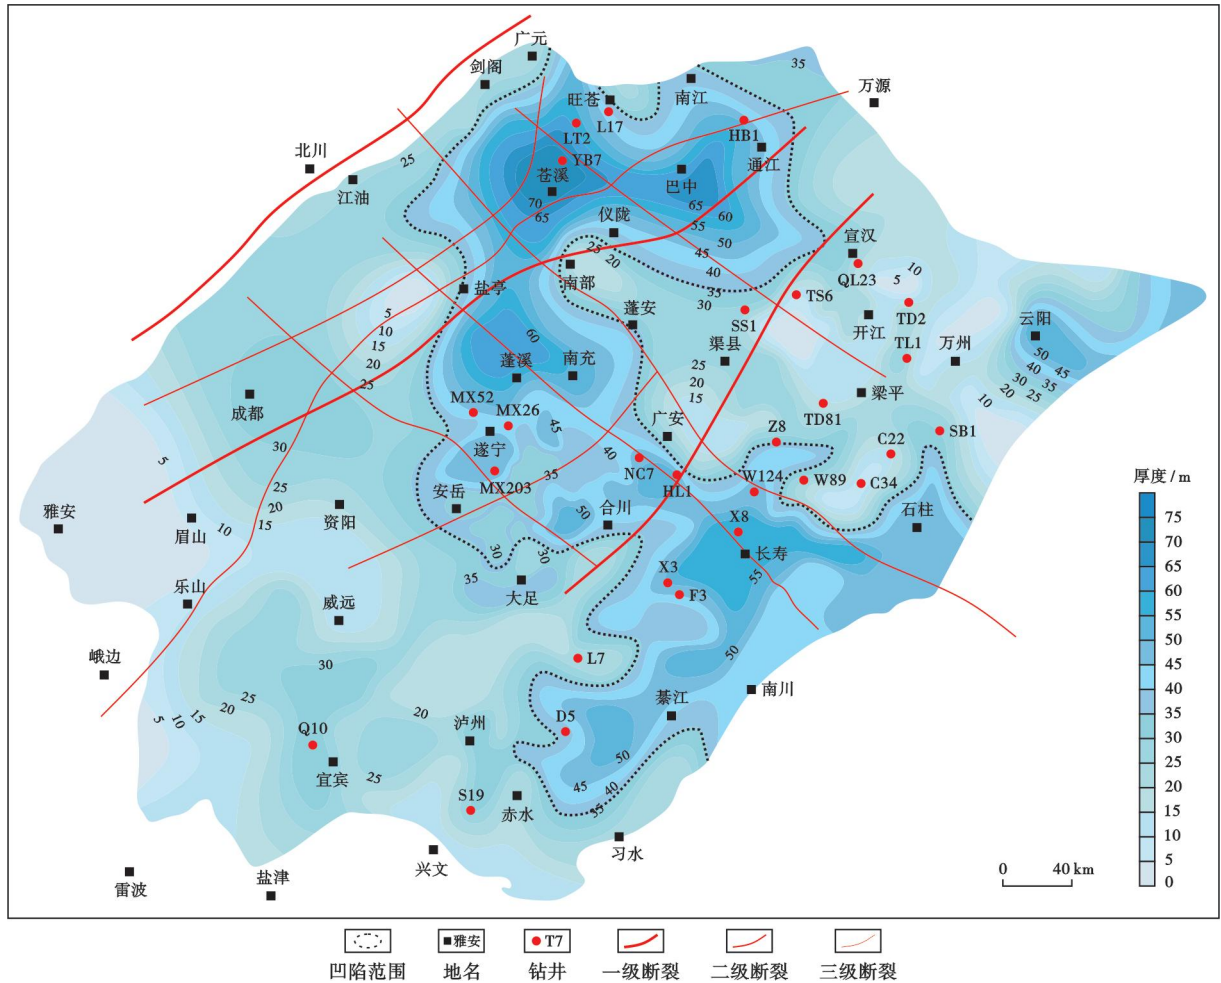 广元
剑阁
旺苍
L17
LT2
南江
35
万源
HB1
通江
北川
25
江油
YB7
苍溪
巴中
70
65
65
60
仪陇
55
50
25
20
45
40
宣汉
QL23
10
5
南部
盐亭
35
30
TS6
SS1
TD2
5
10
15
20
25
蓬安
开江
云阳
60
渠县
TL1
万州
50
45
40
35
30
25
20
10
蓬溪
南充
25
20
15
成都
梁平
MX52
MX26
TD81
45
广安
Z8
SB1
遂宁
C22
30
40
5
MX203
35
NC7
HL1
W124
W89
C34
25
20
15
安岳
50
合川
石柱
雅安
眉山
10
资阳
X8
30
30
长寿
55
35
大足
X3
F3
乐山
威远
50
L7
峨边
30
南川
25
20
綦江
5
10
15
20
D5
Q10
泸州
50
宜宾
25
45
40
35
S19
赤水
习水
兴文
雷波
盐津
厚度/m
75
70
65
60
55
50
45
40
35
30
25
20
15
10
5
0
0 40 km
雅安 T7
凹陷范围 地名 钻井 一级断裂 二级断裂 三级断裂